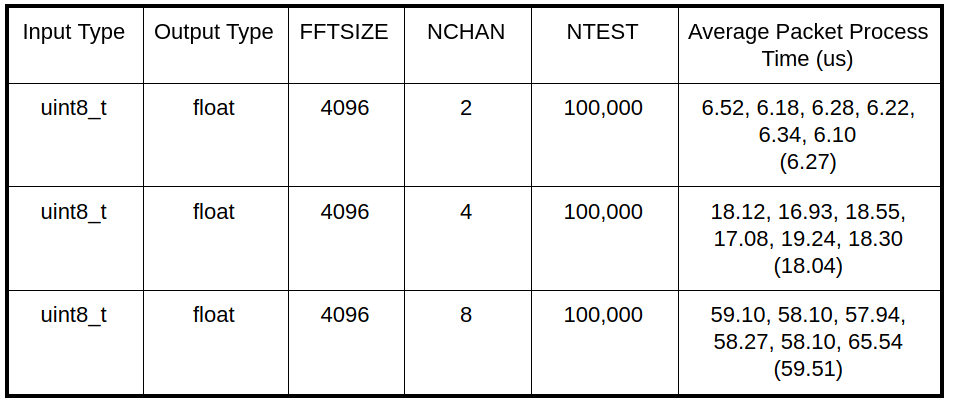 Input Type Output Type FFTSIZE NCHAN NTEST Average Packet Process
Time (us)
uint8_t float 4096 2 100,000 6.52, 6.18, 6.28, 6.22,
6.34, 6.10
(6.27)
uint8_t float 4096 4 100,000 18.12, 16.93, 18.55,
17.08, 19.24, 18.30
(18.04)
uint8_t float 4096 8 100,000 59.10, 58.10, 57.94,
58.27, 58.10, 65.54
(59.51)